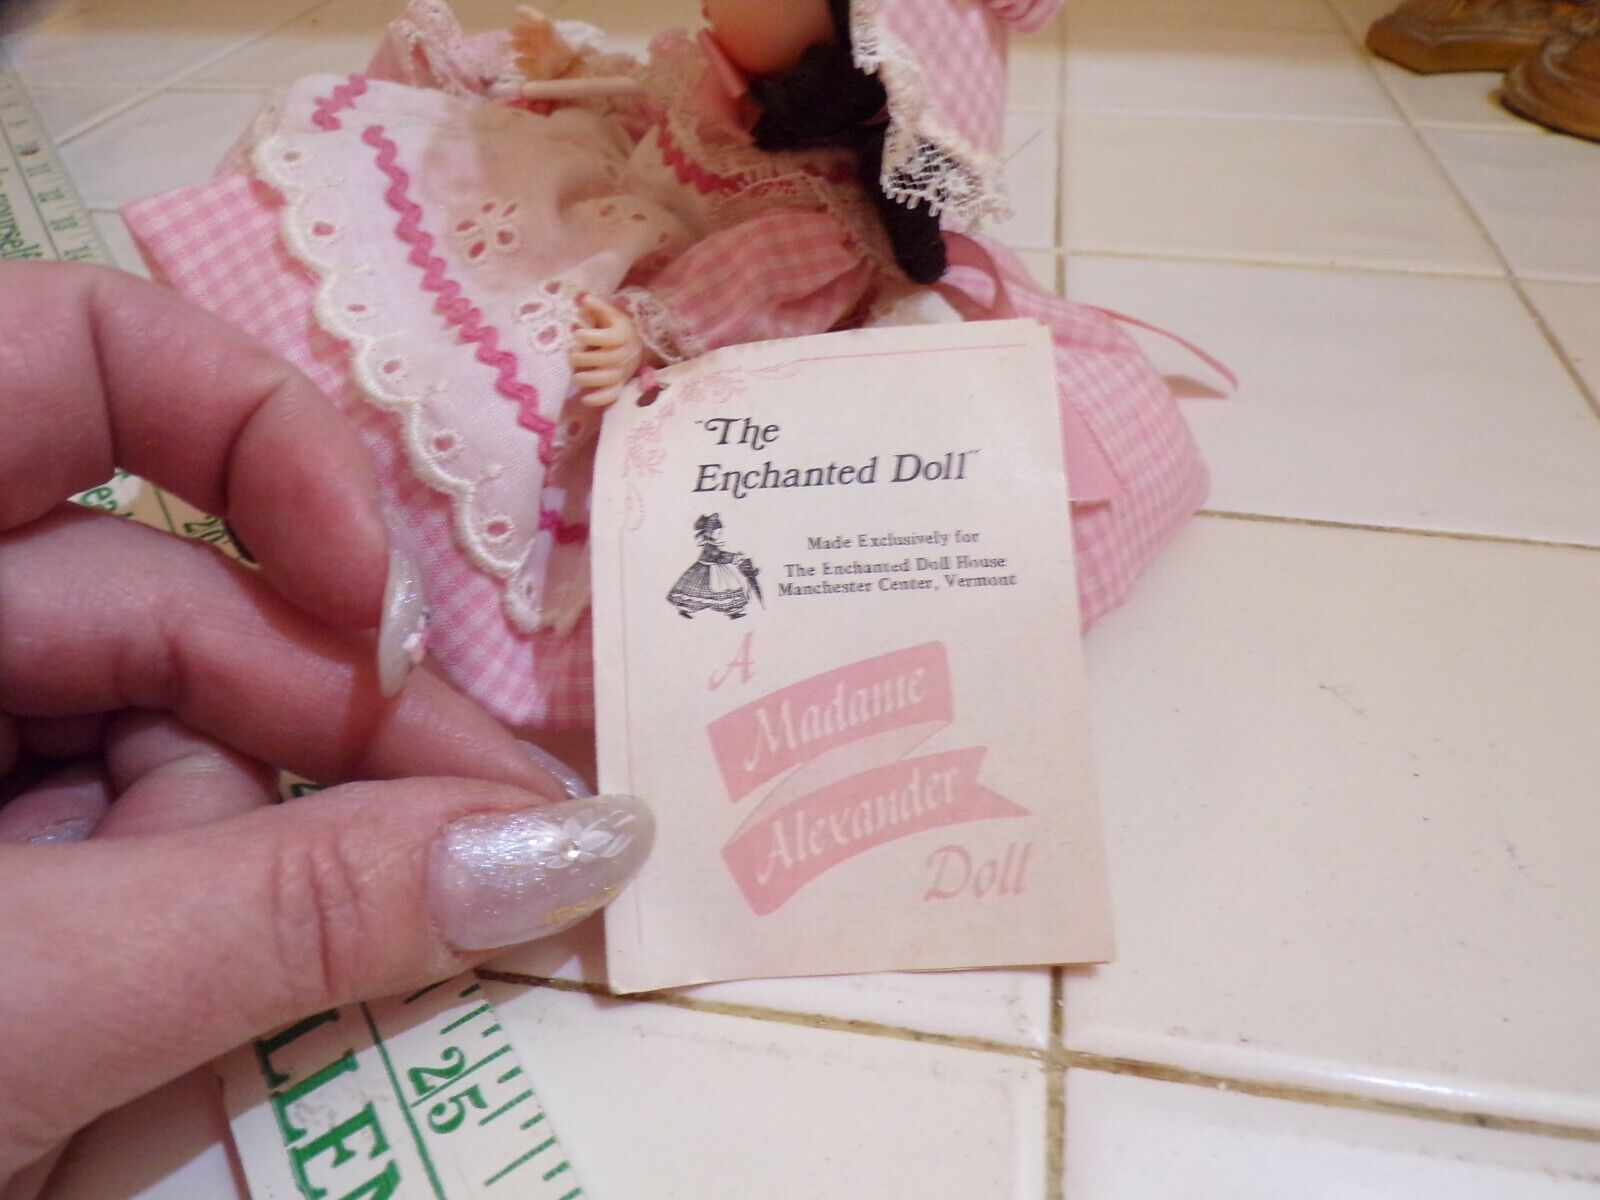 "The
Enchanted Doll"
Made Exclusively for
The Enchanted Doll House
Manchester Center, Vermont
A
Madame
Alexander
Doll
25